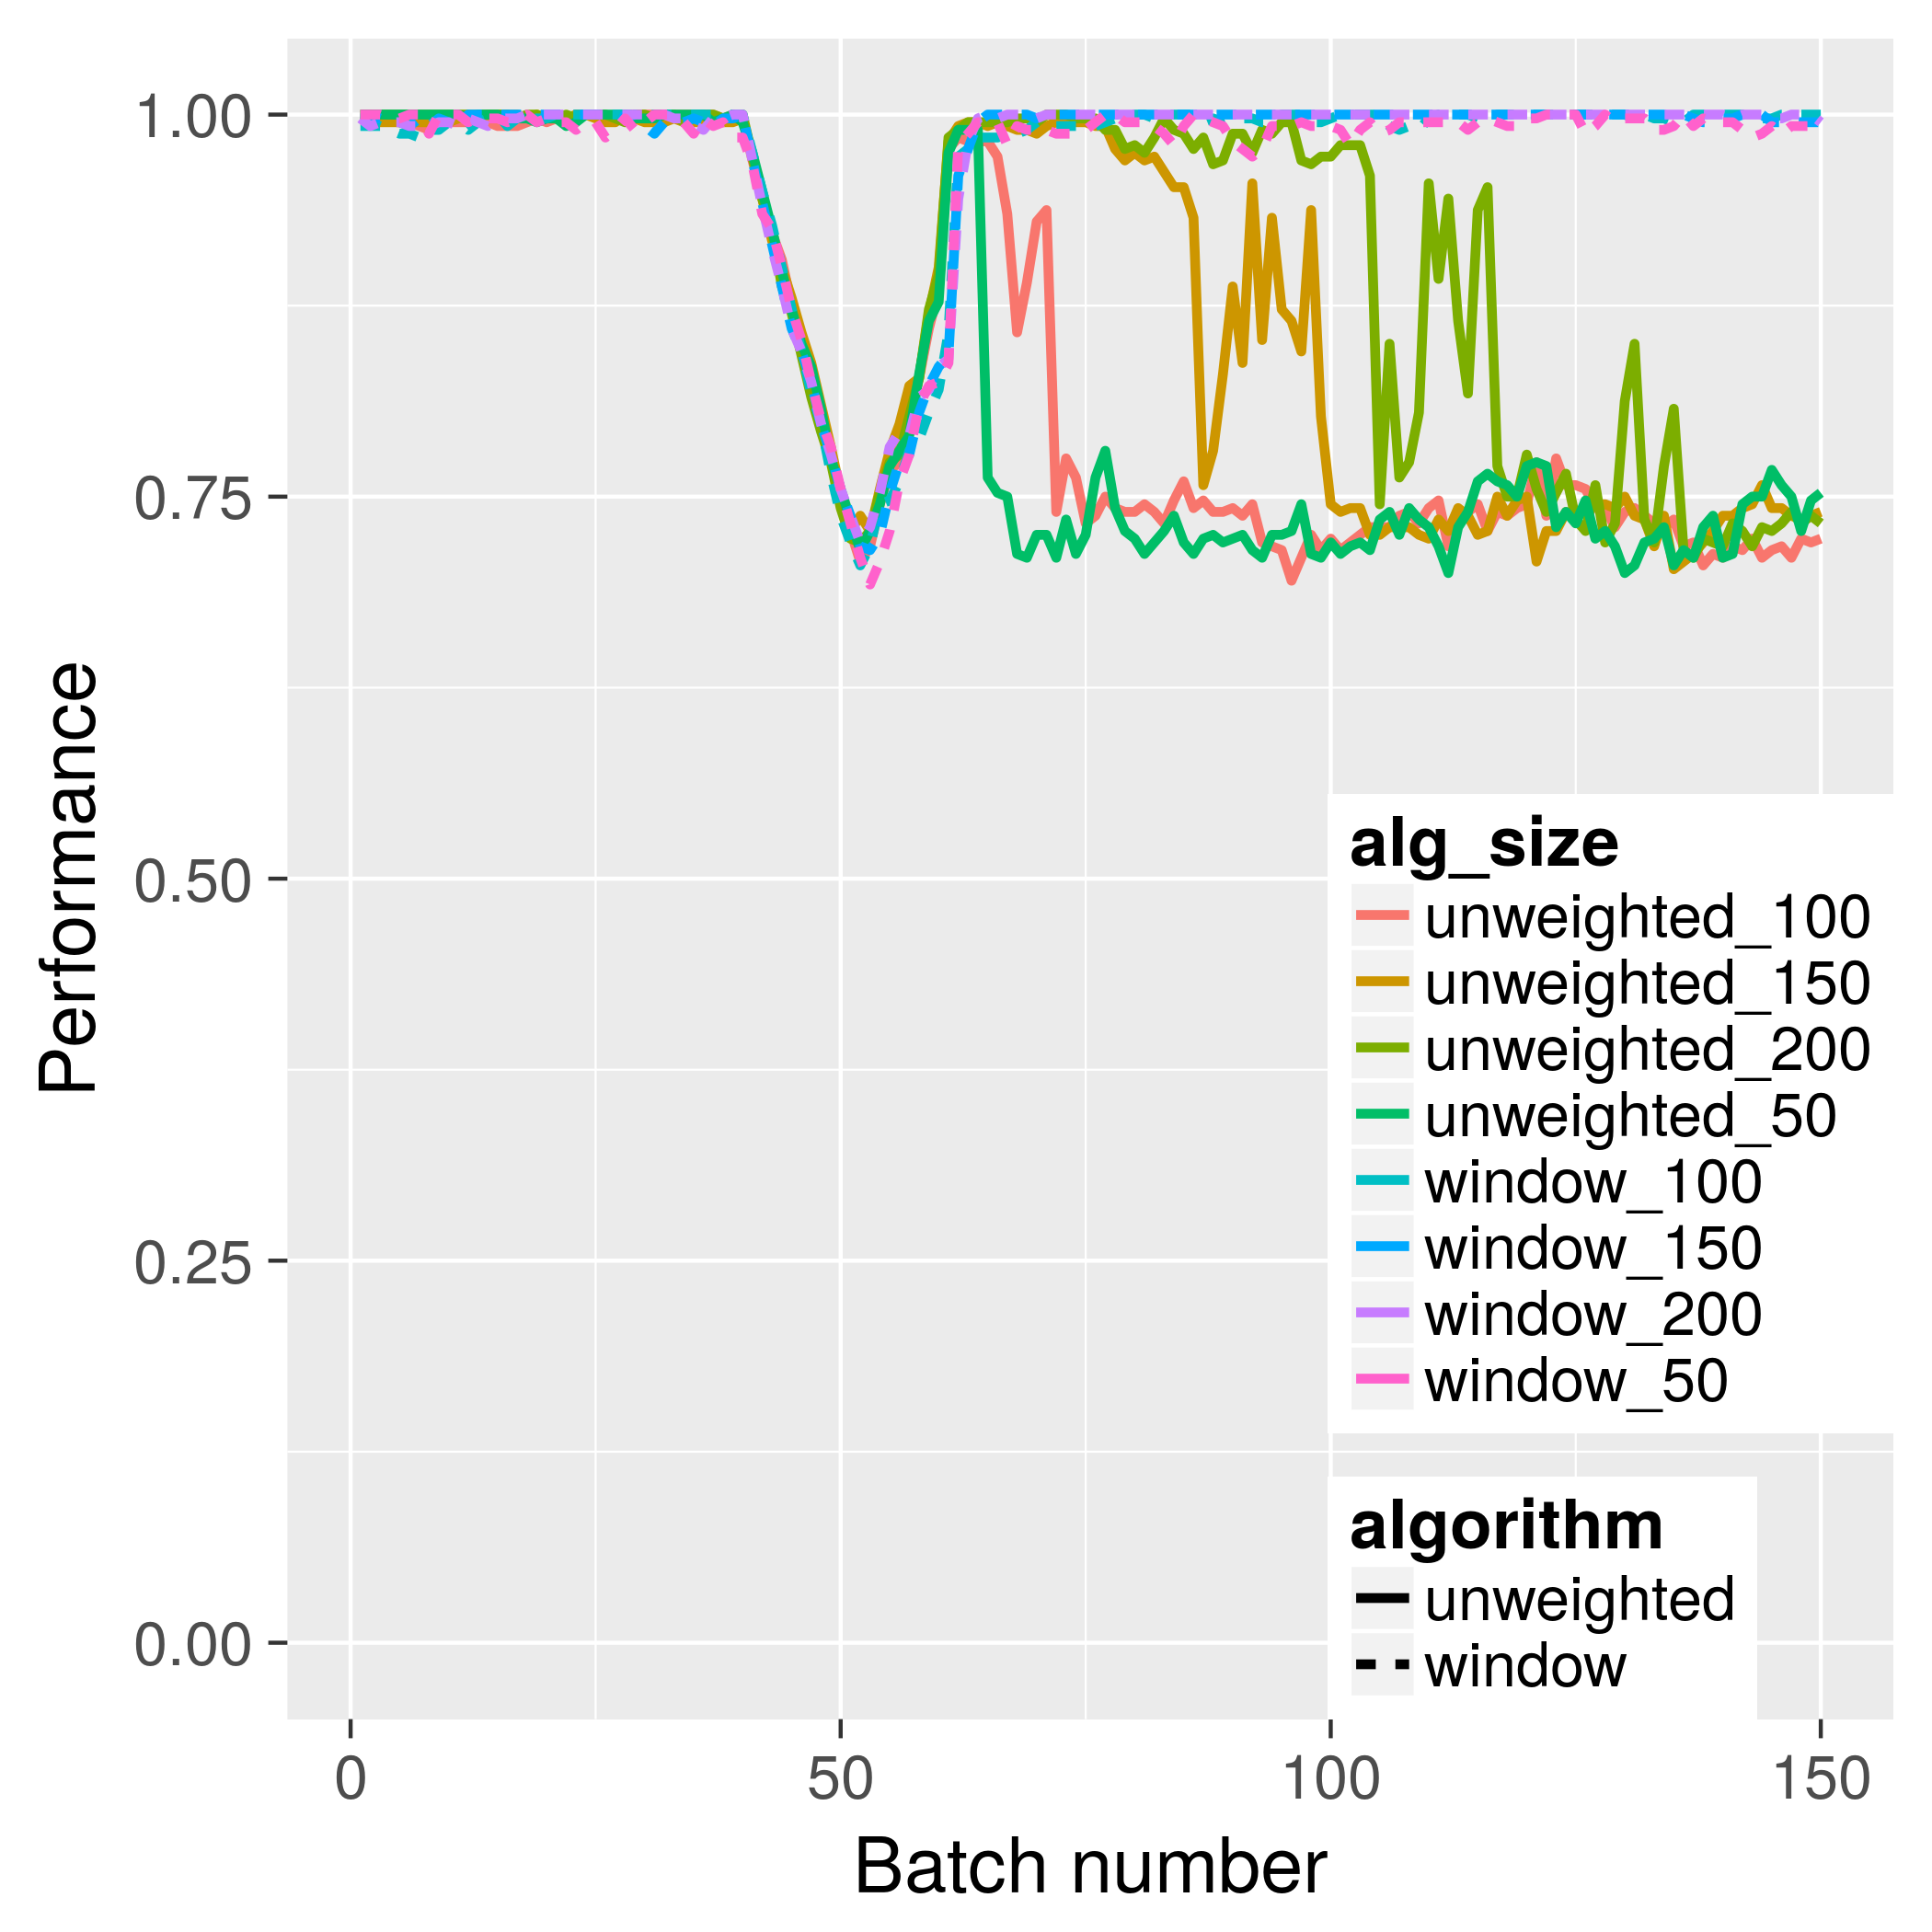 1.00
0.75
0.50
0.25
0.00
Performance
0
50
100
150
Batch number
alg_size
unweighted_100
unweighted_150
unweighted_200
unweighted_50
window_100
window_150
window_200
window_50
algorithm
unweighted
window